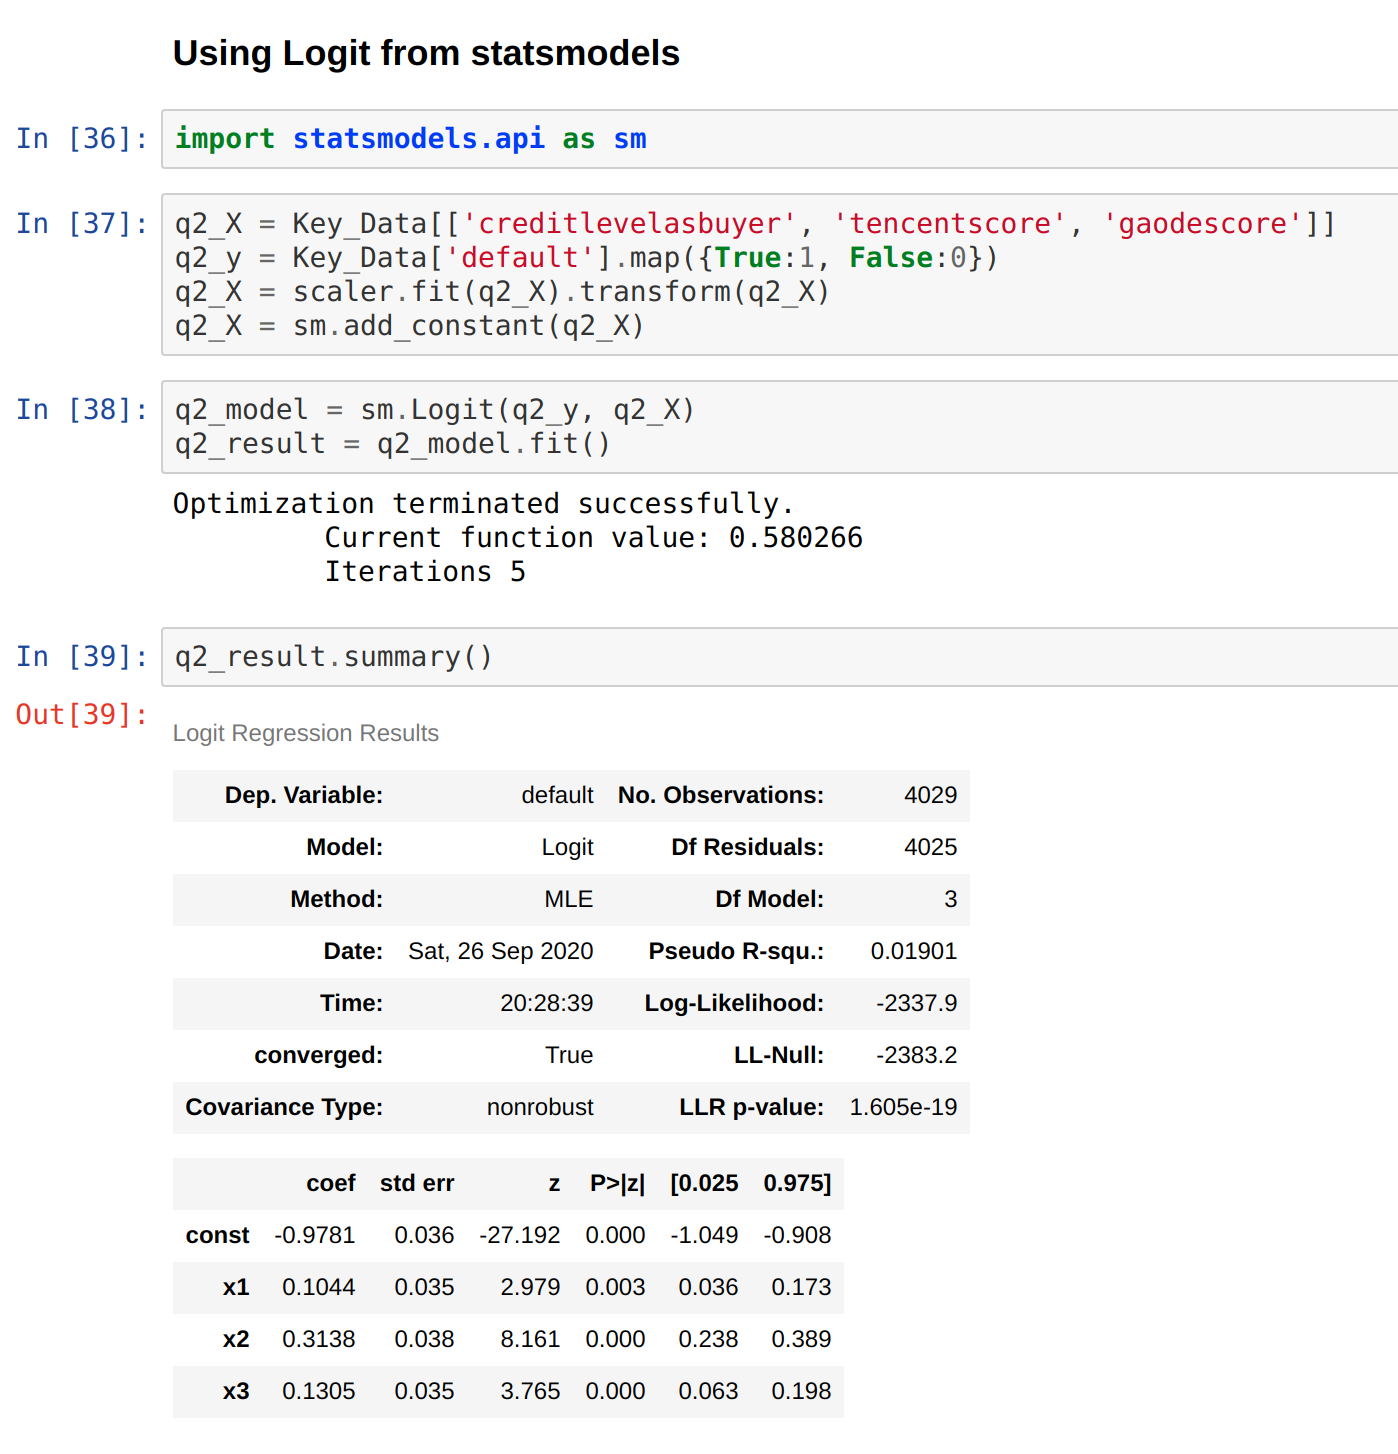 Using Logit from statsmodels
In [36]: import statsmodels.api as sm
In [37]: q2_X = Key_Data[['creditlevelasbuyer', 'tencentscore', 'gaodescore']]
q2_y = Key_Data['default'].map({True:1, False:0})
q2_X = scaler.fit(q2_X).transform(q2_X)
q2_X = sm.add_constant(q2_X)
In [38]: q2_model = sm.Logit(q2_y, q2_X)
q2_result = q2_model.fit()
Optimization terminated successfully.
Current function value: 0.580266
Iterations 5
In [39]: q2_result.summary()
Out[39]:
Logit Regression Results
Dep. Variable: default No. Observations: 4029
Model: Logit Df Residuals: 4025
Method: MLE Df Model: 3
Date: Sat, 26 Sep 2020 Pseudo R-squ.: 0.01901
Time: 20:28:39 Log-Likelihood: -2337.9
converged: True LL-Null: -2383.2
Covariance Type: nonrobust LLR p-value: 1.605e-19
coef std err z P>|z| [0.025 0.975]
const -0.9781 0.036 -27.192 0.000 -1.049 -0.908
x1 0.1044 0.035 2.979 0.003 0.036 0.173
x2 0.3138 0.038 8.161 0.000 0.238 0.389
x3 0.1305 0.035 3.765 0.000 0.063 0.198